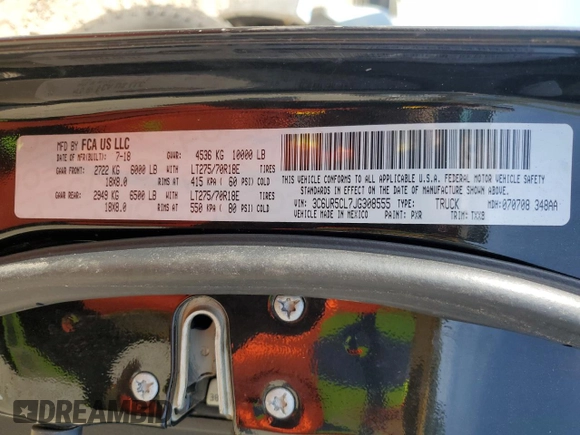 MFD BY FCA US LLC
DATE OF MFR(BUILT): 7-18 GVWR: 4536 KG 10000 LB
GAWR FRONT: 2722 KG 6000 LB WITH LT275/70R18E
18X8.0 RIMS AT 415 KPA ( 60 PSI) COLD
GAWR REAR: 2949 KG 6500 LB WITH LT275/70R18E
18X8.0 RIMS AT 550 KPA ( 80 PSI) COLD
THIS VEHICLE CONFORMS TO ALL APPLICABLE U.S.A. FEDERAL MOTOR VEHICLE SAFETY
STANDARDS IN EFFECT ON THE DATE OF MANUFACTURE SHOWN ABOVE.
VIN: 3C6UR5CL7JG308555 TYPE: TRUCK MDH: 070708 348AA
VEHICLE MADE IN MEXICO PAINT: PXR TRIM: TXX9
DREAMBID